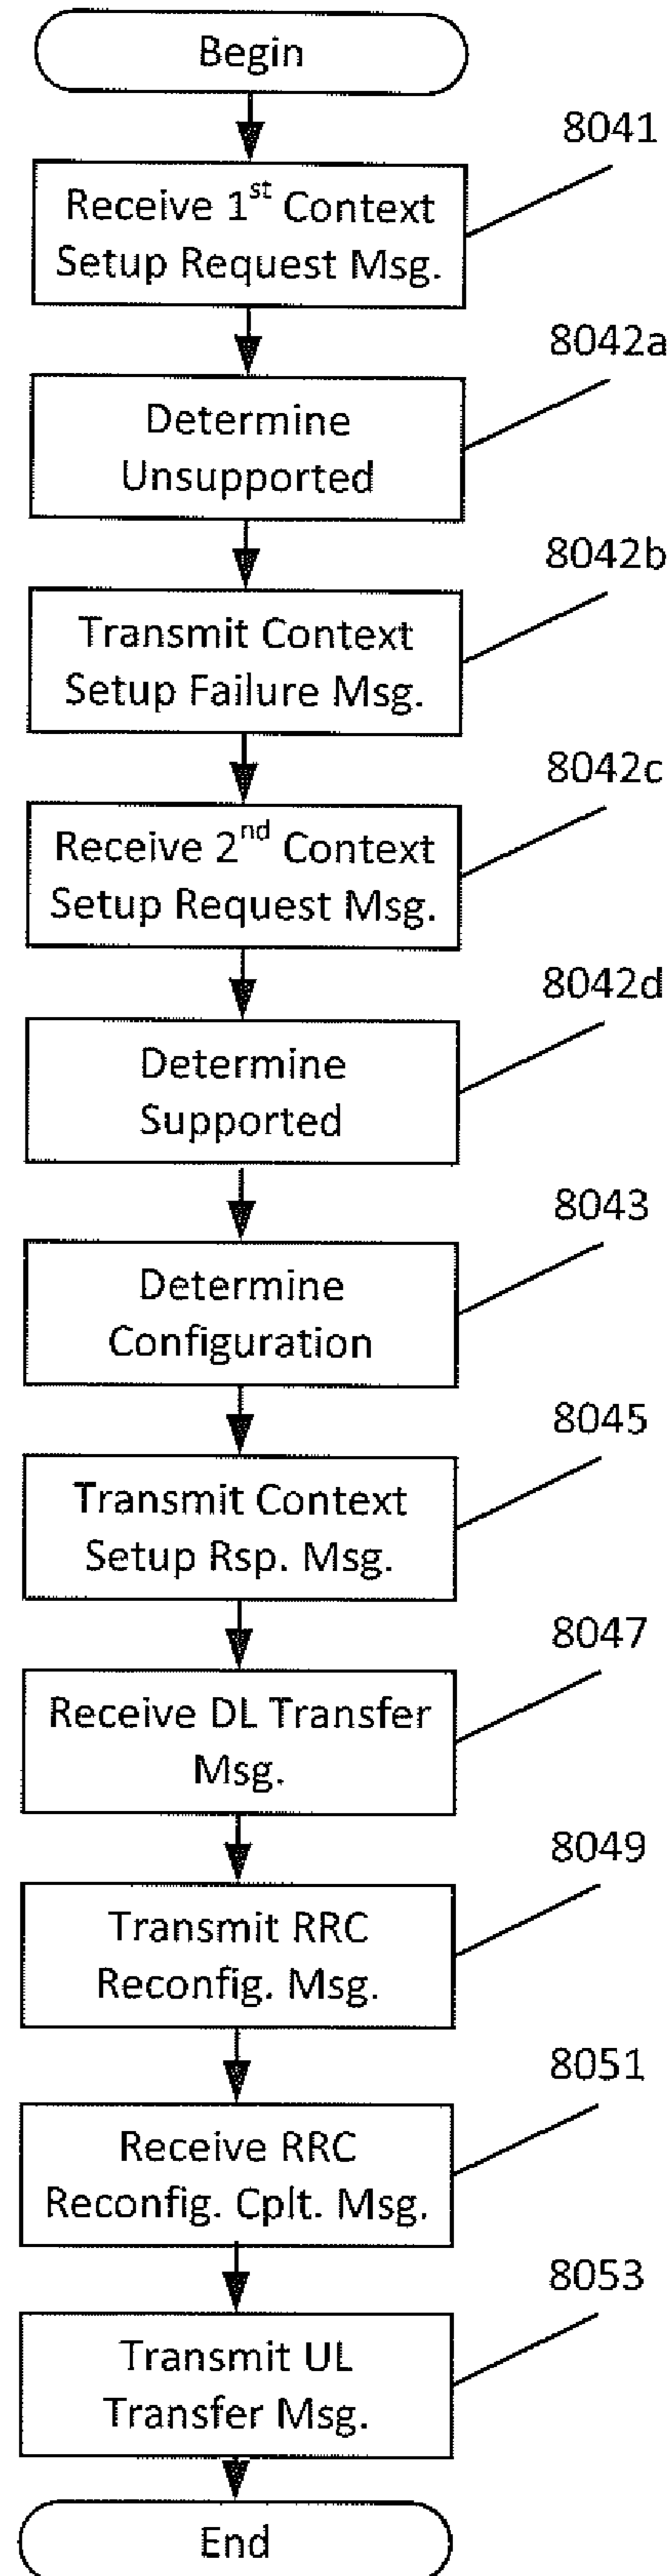 Begin
8041
Receive 1st Context
Setup Request Msg.
8042a
Determine
Unsupported
8042b
Transmit Context
Setup Failure Msg.
8042c
Receive 2nd Context
Setup Request Msg.
8042d
Determine
Supported
8043
Determine
Configuration
8045
Transmit Context
Setup Rsp. Msg.
8047
Receive DL Transfer
Msg.
8049
Transmit RRC
Reconfig. Msg.
8051
Receive RRC
Reconfig. Cplt. Msg.
8053
Transmit UL
Transfer Msg.
End